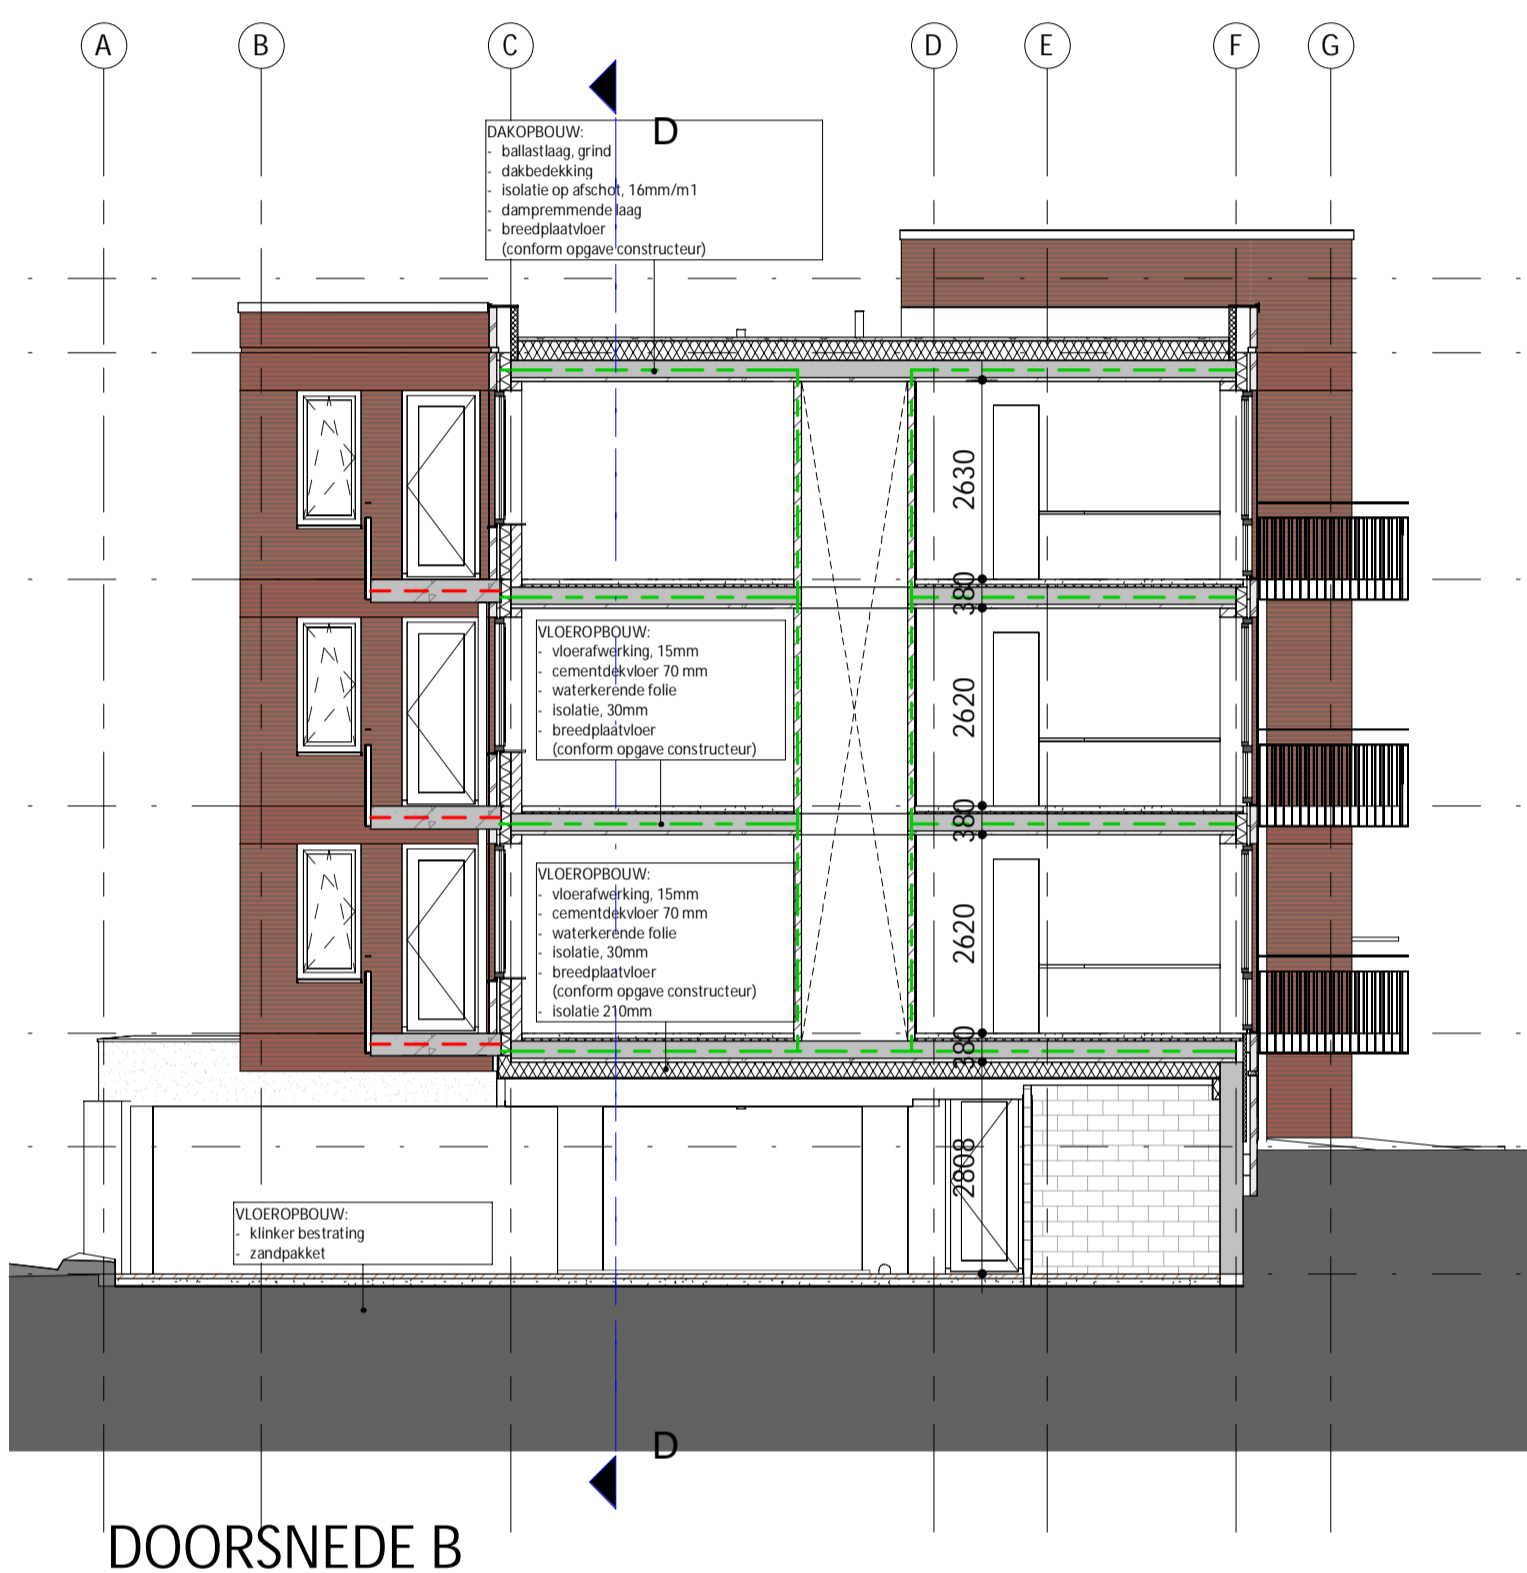 A B C D E F G
D
DAKOPBOUW:
- ballastlaag, grind
- dakbedekking
- isolatie op afschot, 16mm/m1
- dampremmende laag
- breedplaatvloer
(conform opgave constructeur)
2630
380
VLOEROPBOUW:
- vloerafwerking, 15mm
- cementdekvloer 70 mm
- waterkerende folie
- isolatie, 30mm
- breedplaatvloer
(conform opgave constructeur)
2620
380
VLOEROPBOUW:
- vloerafwerking, 15mm
- cementdekvloer 70 mm
- waterkerende folie
- isolatie, 30mm
- breedplaatvloer
(conform opgave constructeur)
- isolatie 210mm
2620
380
2808
VLOEROPBOUW:
- klinker bestrating
- zandpakket
D
DOORSNEDE B